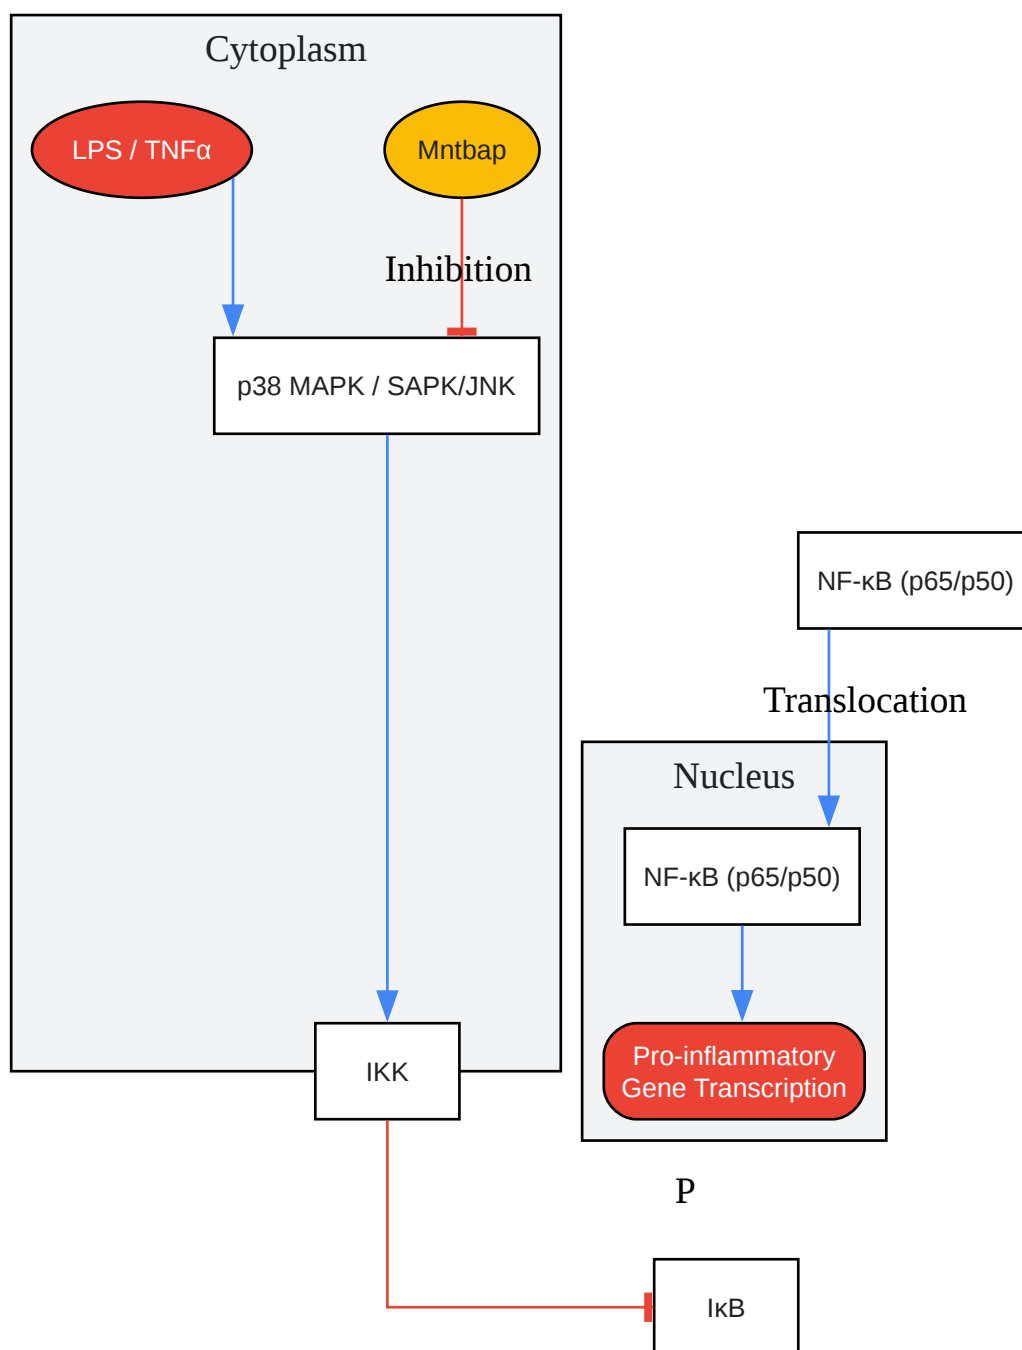 Cytoplasm
LPS / TNFα
Mntbap
Inhibition
p38 MAPK / SAPK/JNK
NF-κB (p65/p50)
Translocation
Nucleus
NF-κB (p65/p50)
Pro-inflammatory
Gene Transcription
IKK
P
IκB